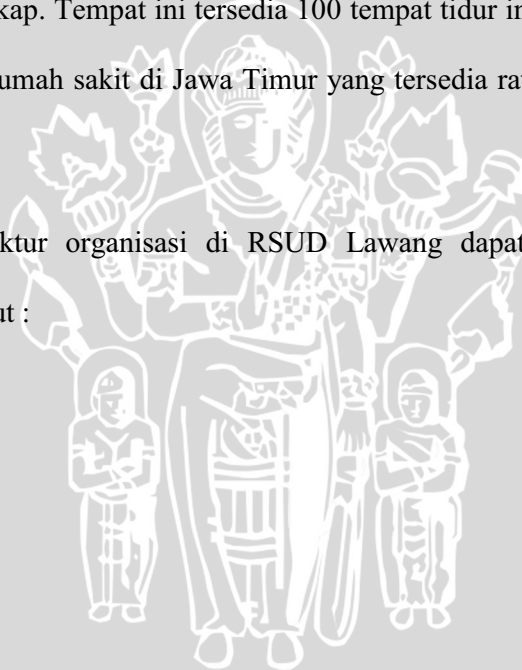 kap. Tempat ini tersedia 100 tempat tidur in
umah sakit di Jawa Timur yang tersedia ra
ktur organisasi di RSUD Lawang dapat
ut :